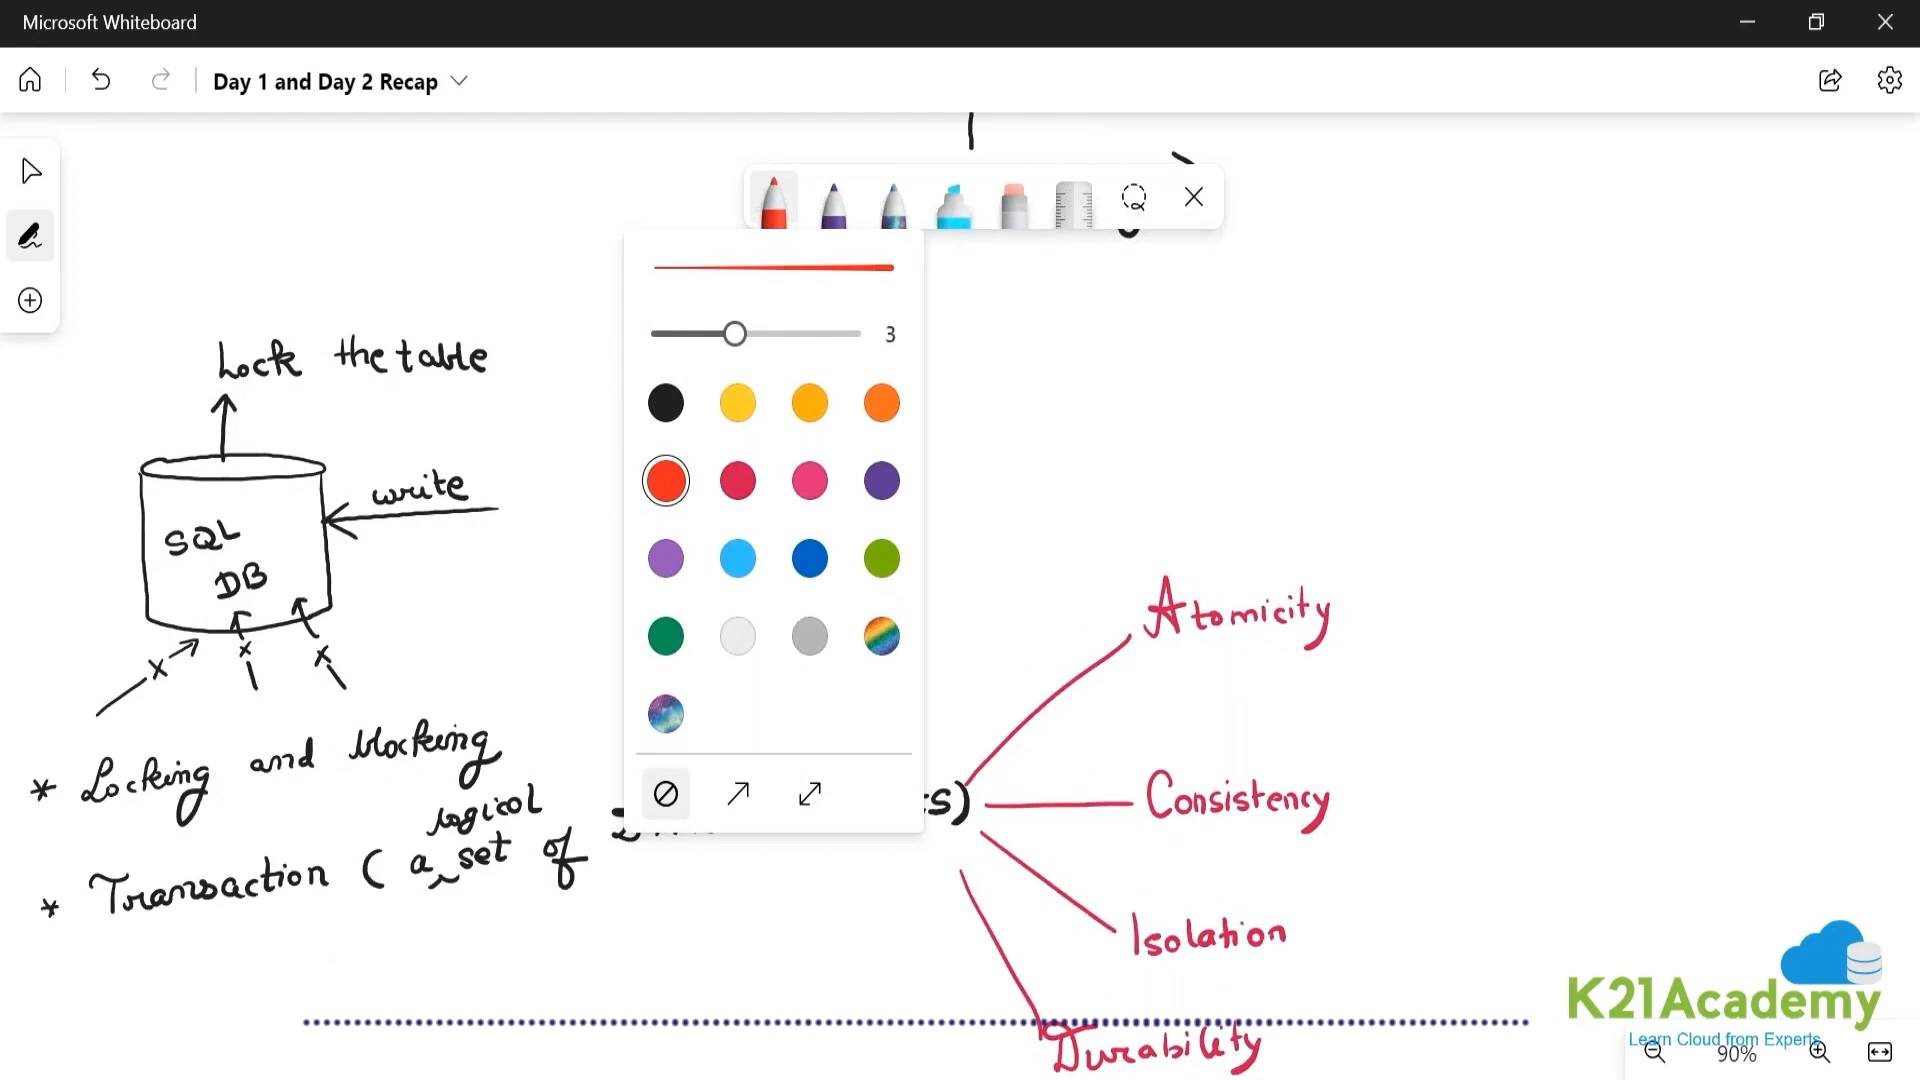 Microsoft Whiteboard
Day 1 and Day 2 Recap
3
Lock the table
write
SQL
DB
* Locking and blocking
logical
* Transaction ( a set of
s)
Atomicity
Consistency
Isolation
Durability
K21Academy
Learn Cloud from Experts
90%